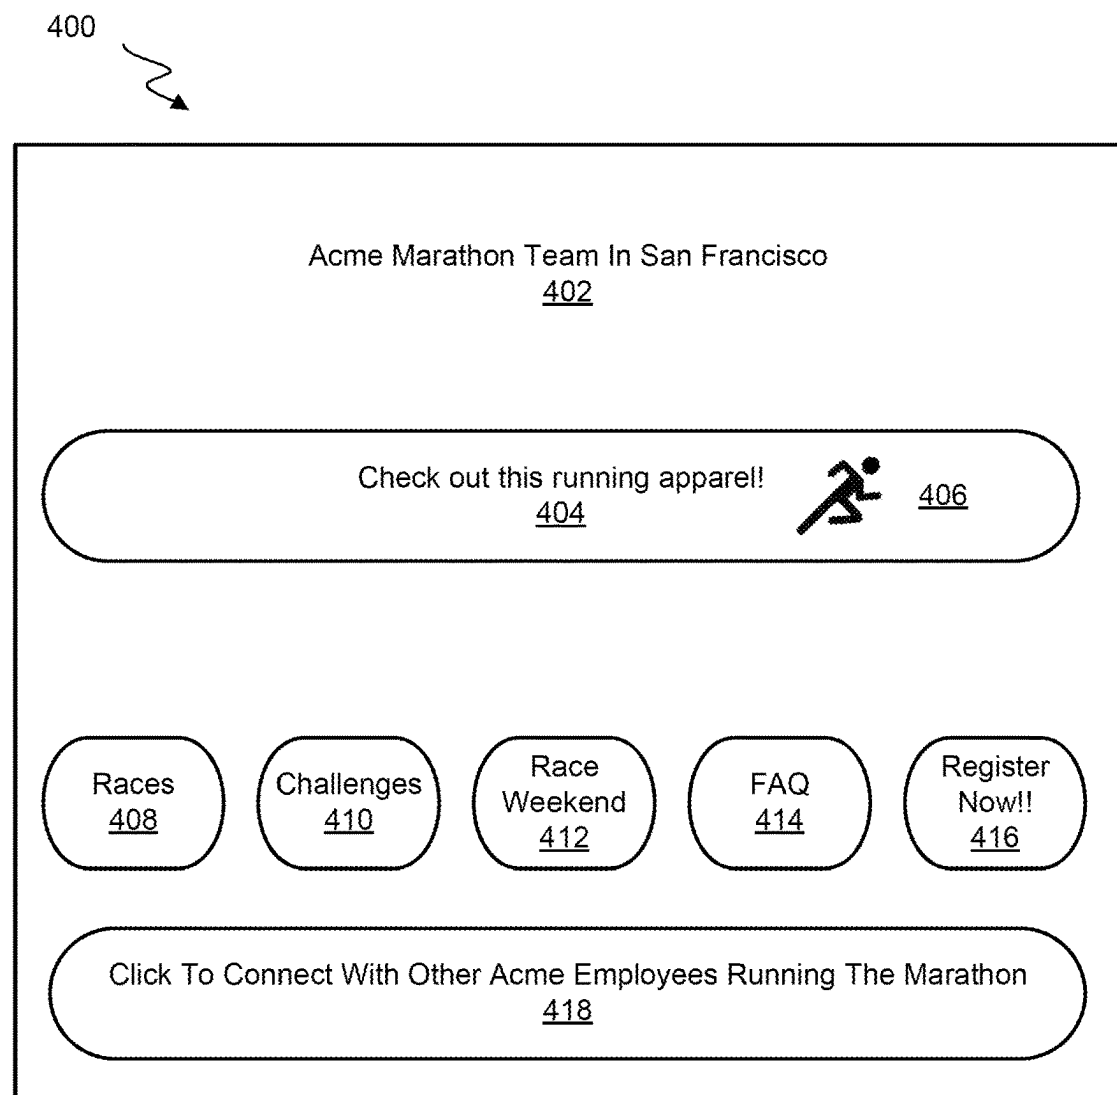 400
Acme Marathon Team In San Francisco
402
Check out this running apparel!
404
406
Races
408
Challenges
410
Race
Weekend
412
FAQ
414
Register
Now!!
416
Click To Connect With Other Acme Employees Running The Marathon
418